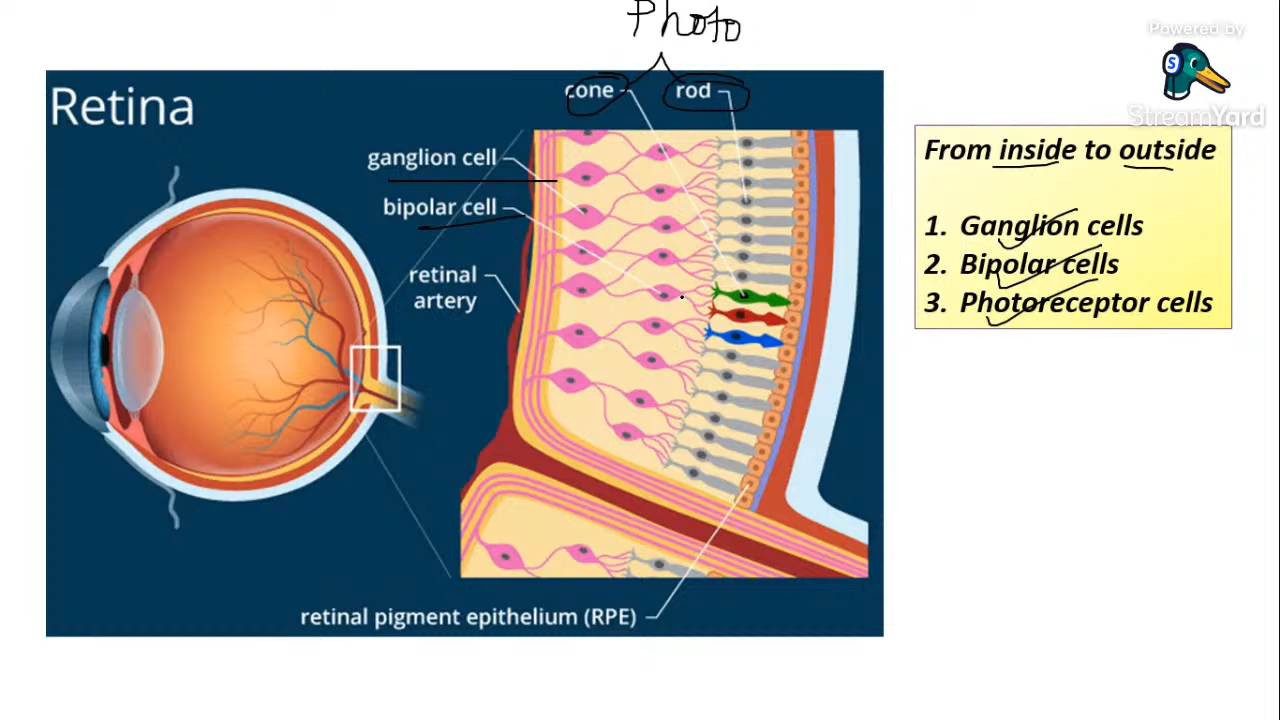 Photo
Powered by
StreamYard
Retina
cone
rod
ganglion cell
bipolar cell
retinal
artery
retinal pigment epithelium (RPE)
From inside to outside
1. Ganglion cells
2. Bipolar cells
3. Photoreceptor cells